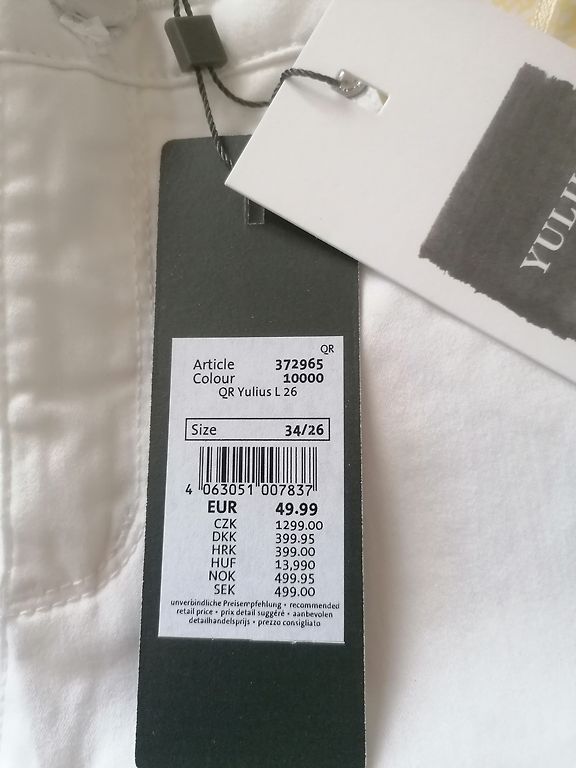 YULI
QR
Article 372965
Colour 10000
QR Yulius L 26
Size 34/26
4 063051 007837
EUR 49.99
CZK 1299.00
DKK 399.95
HRK 399.00
HUF 13,990
NOK 499.95
SEK 499.00
unverbindliche Preisempfehlung • recommended
retail price • prix detail suggéré • aanbevolen
detailhandelsprijs • prezzo consigliato